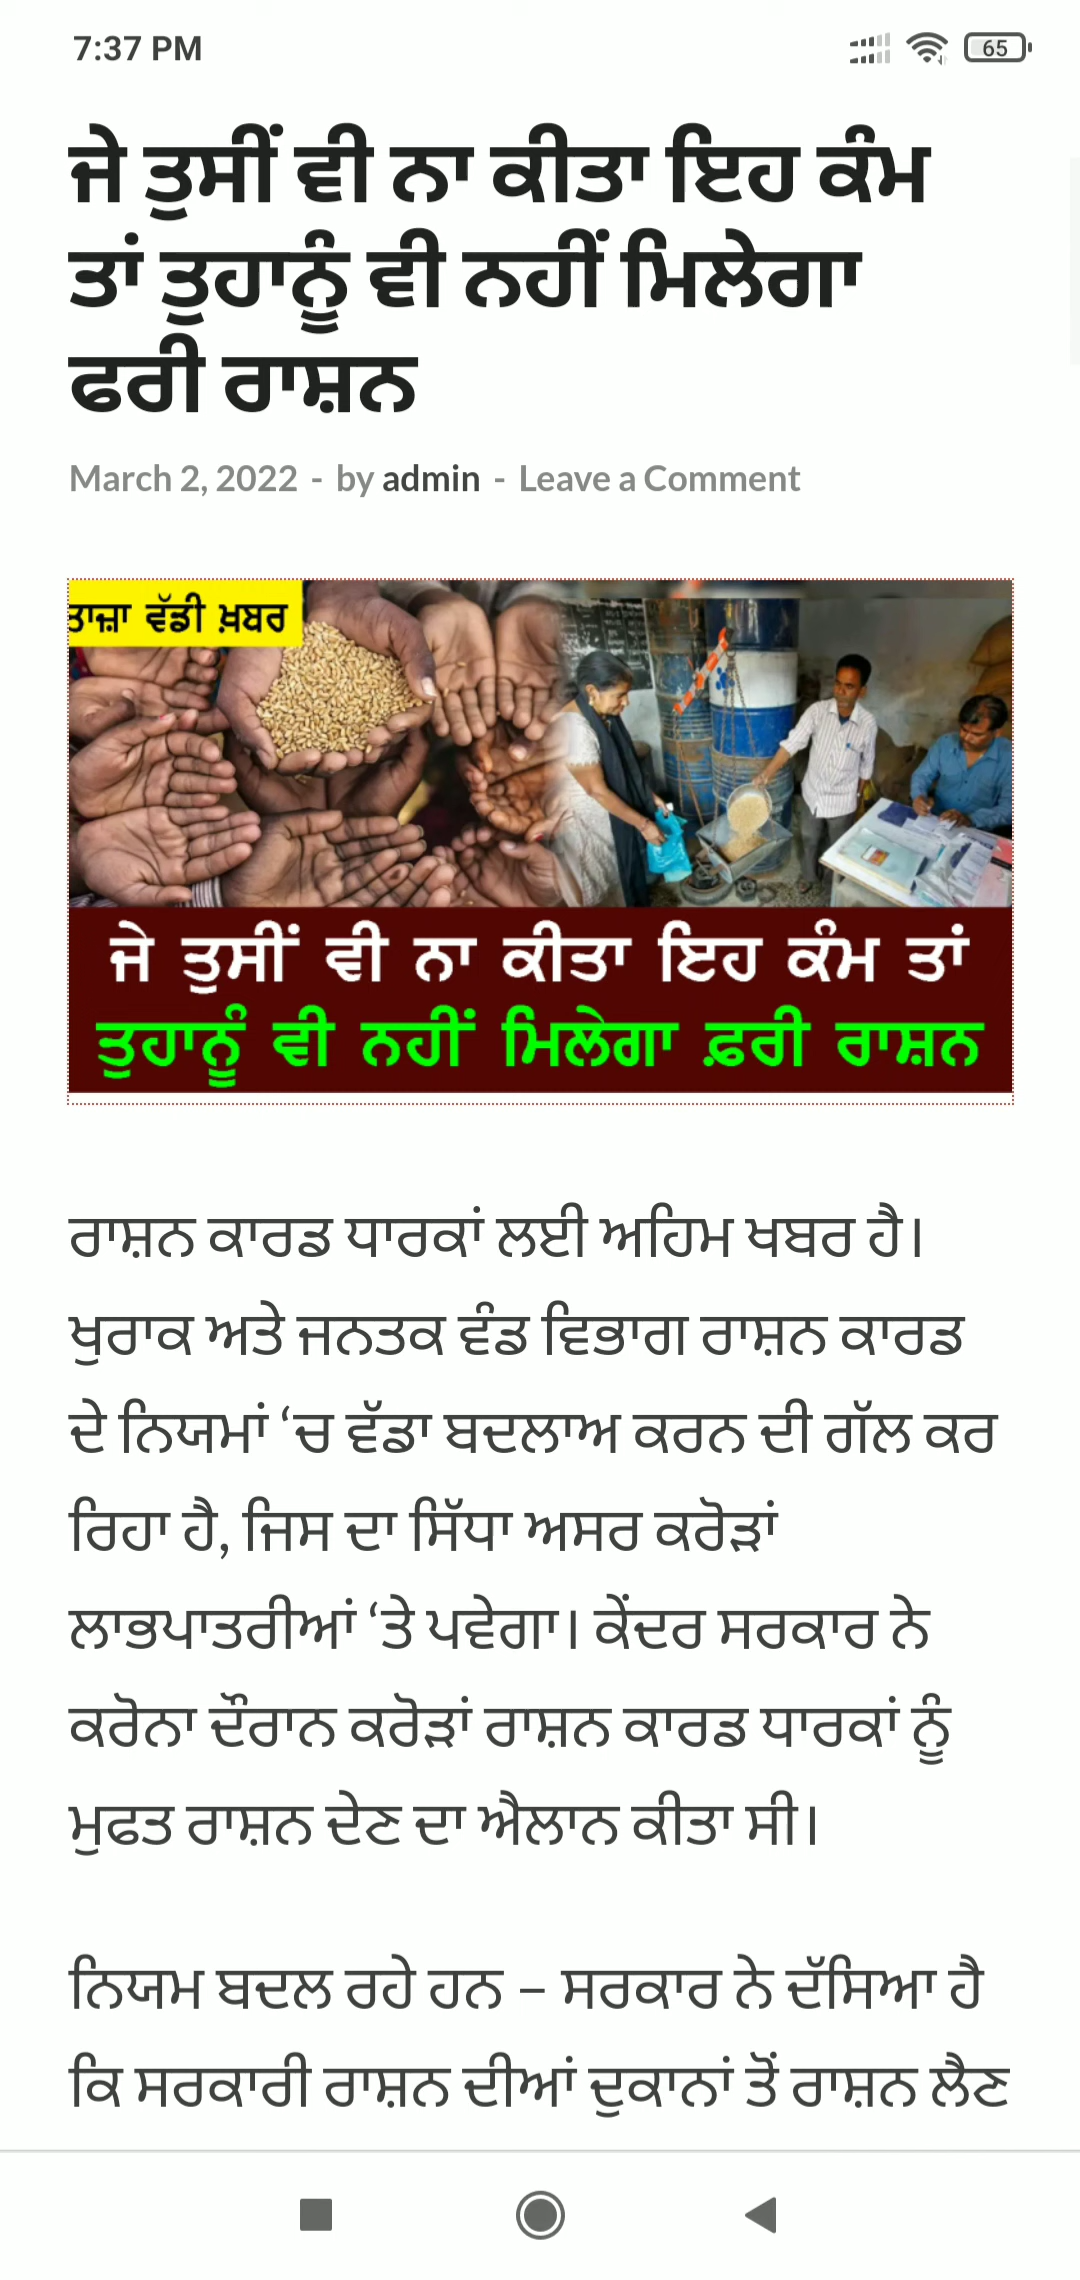 7:37 PM
65
ਜੇ ਤੁਸੀਂ ਵੀ ਨਾ ਕੀਤਾ ਇਹ ਕੰਮ
ਤਾਂ ਤੁਹਾਨੂੰ ਵੀ ਨਹੀਂ ਮਿਲੇਗਾ
ਫਰੀ ਰਾਸ਼ਨ
March 2, 2022 - by admin - Leave a Comment
ਤਾਜ਼ਾ ਵੱਡੀ ਖ਼ਬਰ
ਜੇ ਤੁਸੀਂ ਵੀ ਨਾ ਕੀਤਾ ਇਹ ਕੰਮ ਤਾਂ
ਤੁਹਾਨੂੰ ਵੀ ਨਹੀਂ ਮਿਲੇਗਾ ਫ਼ਰੀ ਰਾਸ਼ਨ
ਰਾਸ਼ਨ ਕਾਰਡ ਧਾਰਕਾਂ ਲਈ ਅਹਿਮ ਖਬਰ ਹੈ।
ਖੁਰਾਕ ਅਤੇ ਜਨਤਕ ਵੰਡ ਵਿਭਾਗ ਰਾਸ਼ਨ ਕਾਰਡ
ਦੇ ਨਿਯਮਾਂ ‘ਚ ਵੱਡਾ ਬਦਲਾਅ ਕਰਨ ਦੀ ਗੱਲ ਕਰ
ਰਿਹਾ ਹੈ, ਜਿਸ ਦਾ ਸਿੱਧਾ ਅਸਰ ਕਰੋੜਾਂ
ਲਾਭਪਾਤਰੀਆਂ ‘ਤੇ ਪਵੇਗਾ। ਕੇਂਦਰ ਸਰਕਾਰ ਨੇ
ਕਰੋਨਾ ਦੌਰਾਨ ਕਰੋੜਾਂ ਰਾਸ਼ਨ ਕਾਰਡ ਧਾਰਕਾਂ ਨੂੰ
ਮੁਫਤ ਰਾਸ਼ਨ ਦੇਣ ਦਾ ਐਲਾਨ ਕੀਤਾ ਸੀ।
ਨਿਯਮ ਬਦਲ ਰਹੇ ਹਨ – ਸਰਕਾਰ ਨੇ ਦੱਸਿਆ ਹੈ
ਕਿ ਸਰਕਾਰੀ ਰਾਸ਼ਨ ਦੀਆਂ ਦੁਕਾਨਾਂ ਤੋਂ ਰਾਸ਼ਨ ਲੈਣ